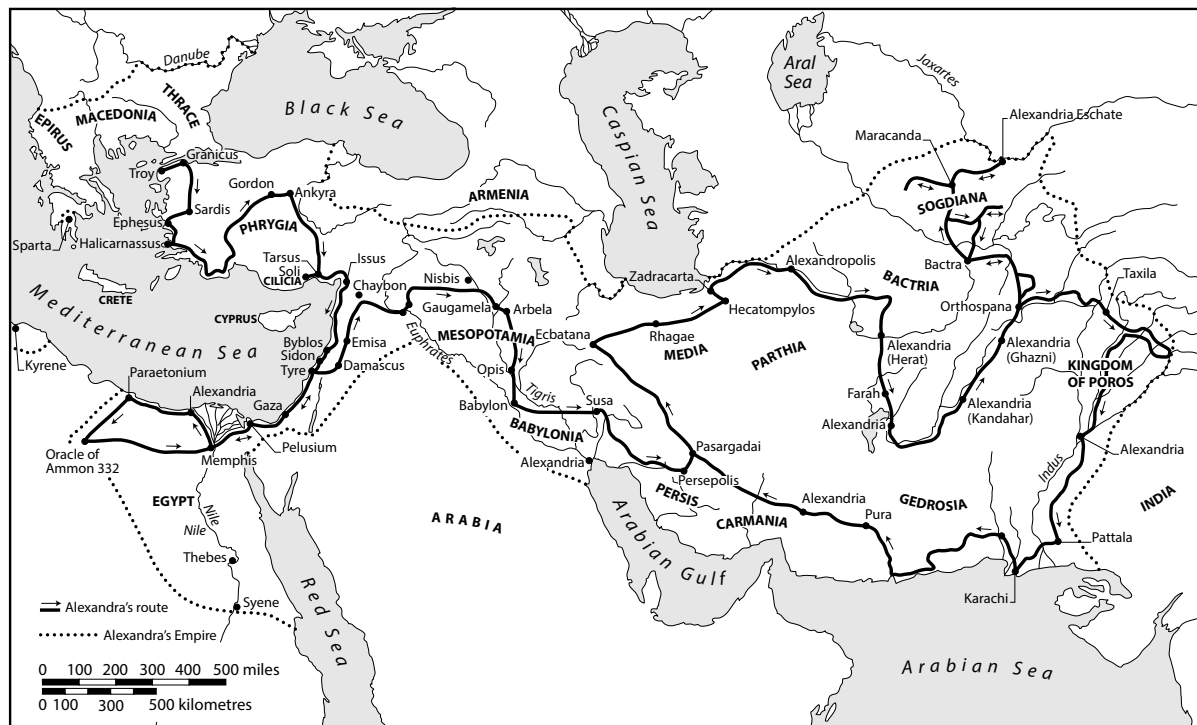 Danube
Black Sea
Aral
Sea
Jaxartes
Caspian Sea
EPIRUS
MACEDONIA
THRACE
Granicus
Troy
Gordon
Ankyra
ARMENIA
Maracanda
Alexandria Eschate
SOGDIANA
Ephesus
Sardis
PHRYGIA
Sparta
Halicarnassus
Tarsus
Soli
CILICIA
Issus
Chaybon
Nisbis
Zadracarta
Alexandropolis
BACTRIA
Bactra
Taxila
Mediterranean Sea
CRETE
CYPRUS
Gaugamela
Arbela
Hecatompylos
Orthospana
Euphrates
MESOPOTAMIA
Ecbatana
Rhagae
MEDIA
PARTHIA
Alexandria
(Herat)
Alexandria
(Ghazni)
KINGDOM
OF POROS
Byblos
Sidon
Tyre
Emisa
Damascus
Kyrene
Paraetonium
Alexandria
Gaza
Opis
Tigris
Babylon
Susa
BABYLONIA
Farah
Alexandria
Alexandria
(Kandahar)
Oracle of
Ammon 332
Memphis
Pelusium
Alexandria
Pasargadai
Persepolis
PERSIS
CARMANIA
Alexandria
Pura
GEDROSIA
Indus
Alexandria
INDIA
EGYPT
Nile
Nile
ARABIA
Thebes
Syene
Red Sea
Arabian Gulf
Pattala
Karachi
Arabian Sea
Alexandra's route
Alexandra's Empire
0 100 200 300 400 500 miles
0 100 300 500 kilometres